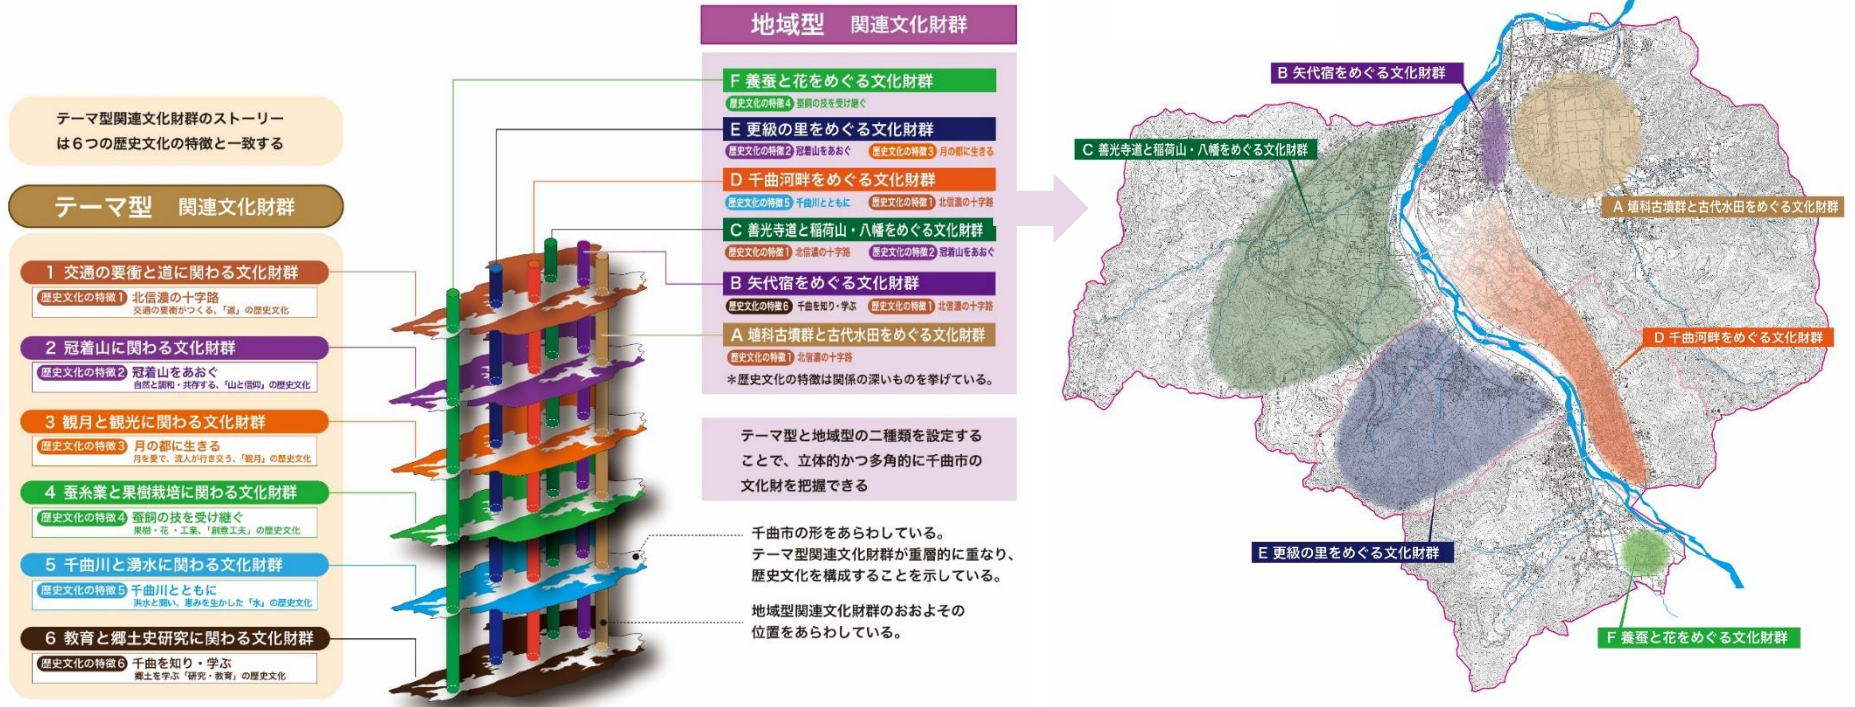 テーマ型関連文化財群のストーリー
は６つの歴史文化の特徴と一致する
テーマ型 関連文化財群
1 交通の要衝と道に関わる文化財群
歴史文化の特徴1 北信濃の十字路
交通の要衝がつくる、「道」の歴史文化
2 冠着山に関わる文化財群
歴史文化の特徴2 冠着山をあおぐ
自然と調和・共存する、「山と信仰」の歴史文化
3 観月と観光に関わる文化財群
歴史文化の特徴3 月の都に生きる
月を愛で、流人が行き交う、「観月」の歴史文化
4 蚕糸業と果樹栽培に関わる文化財群
歴史文化の特徴4 蚕飼の技を受け継ぐ
果樹・花・工業、「創意工夫」の歴史文化
5 千曲川と湧水に関わる文化財群
歴史文化の特徴5 千曲川とともに
洪水と闘い、恵みを生かした「水」の歴史文化
6 教育と郷土史研究に関わる文化財群
歴史文化の特徴6 千曲を知り・学ぶ
郷土を学ぶ「研究・教育」の歴史文化
地域型 関連文化財群
F 養蚕と花をめぐる文化財群
歴史文化の特徴4 蚕飼の技を受け継ぐ
E 更級の里をめぐる文化財群
歴史文化の特徴2 冠着山をあおぐ 歴史文化の特徴3 月の都に生きる
D 千曲河畔をめぐる文化財群
歴史文化の特徴5 千曲川とともに 歴史文化の特徴1 北信濃の十字路
C 善光寺道と稲荷山・八幡をめぐる文化財群
歴史文化の特徴1 北信濃の十字路 歴史文化の特徴2 冠着山をあおぐ
B 矢代宿をめぐる文化財群
歴史文化の特徴6 千曲を知り・学ぶ 歴史文化の特徴1 北信濃の十字路
A 埴科古墳群と古代水田をめぐる文化財群
歴史文化の特徴1 北信濃の十字路
＊歴史文化の特徴は関係の深いものを挙げている。
テーマ型と地域型の二種類を設定する
ことで、立体的かつ多角的に千曲市の
文化財を把握できる
千曲市の形をあらわしている。
テーマ型関連文化財群が重層的に重なり、
歴史文化を構成することを示している。
地域型関連文化財群のおおよその
位置をあらわしている。
B 矢代宿をめぐる文化財群
C 善光寺道と稲荷山・八幡をめぐる文化財群
A 埴科古墳群と古代水田をめぐる文化財群
D 千曲河畔をめぐる文化財群
E 更級の里をめぐる文化財群
F 養蚕と花をめぐる文化財群